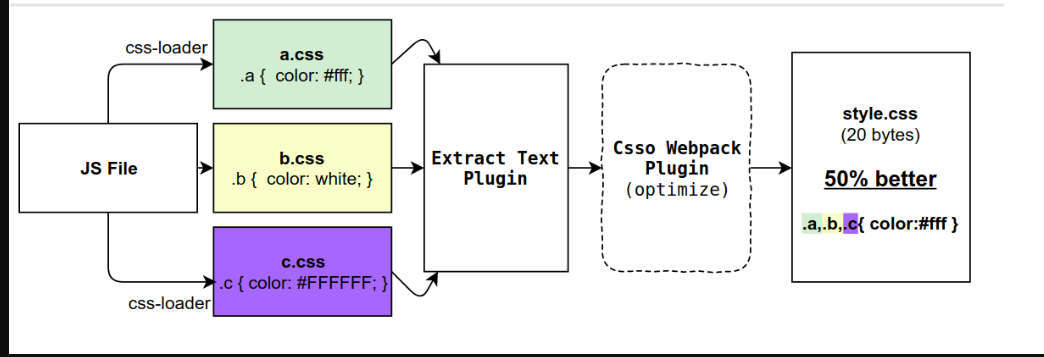 css-loader
a.css
.a { color: #fff; }
JS File
b.css
.b { color: white; }
c.css
.c { color: #FFFFFF; }
css-loader
Extract Text
Plugin
Csso Webpack
Plugin
(optimize)
style.css
(20 bytes)
50% better
.a,.b,.c{ color:#fff }